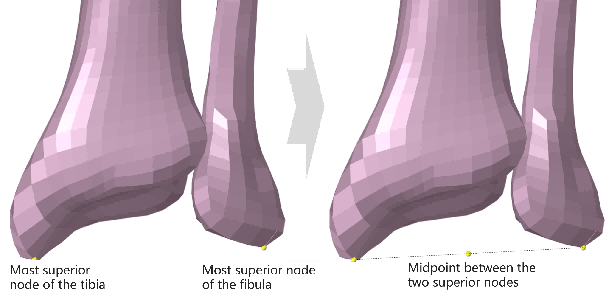 Most superior
node of the tibia
Most superior node
of the fibula
Midpoint between the
two superior nodes